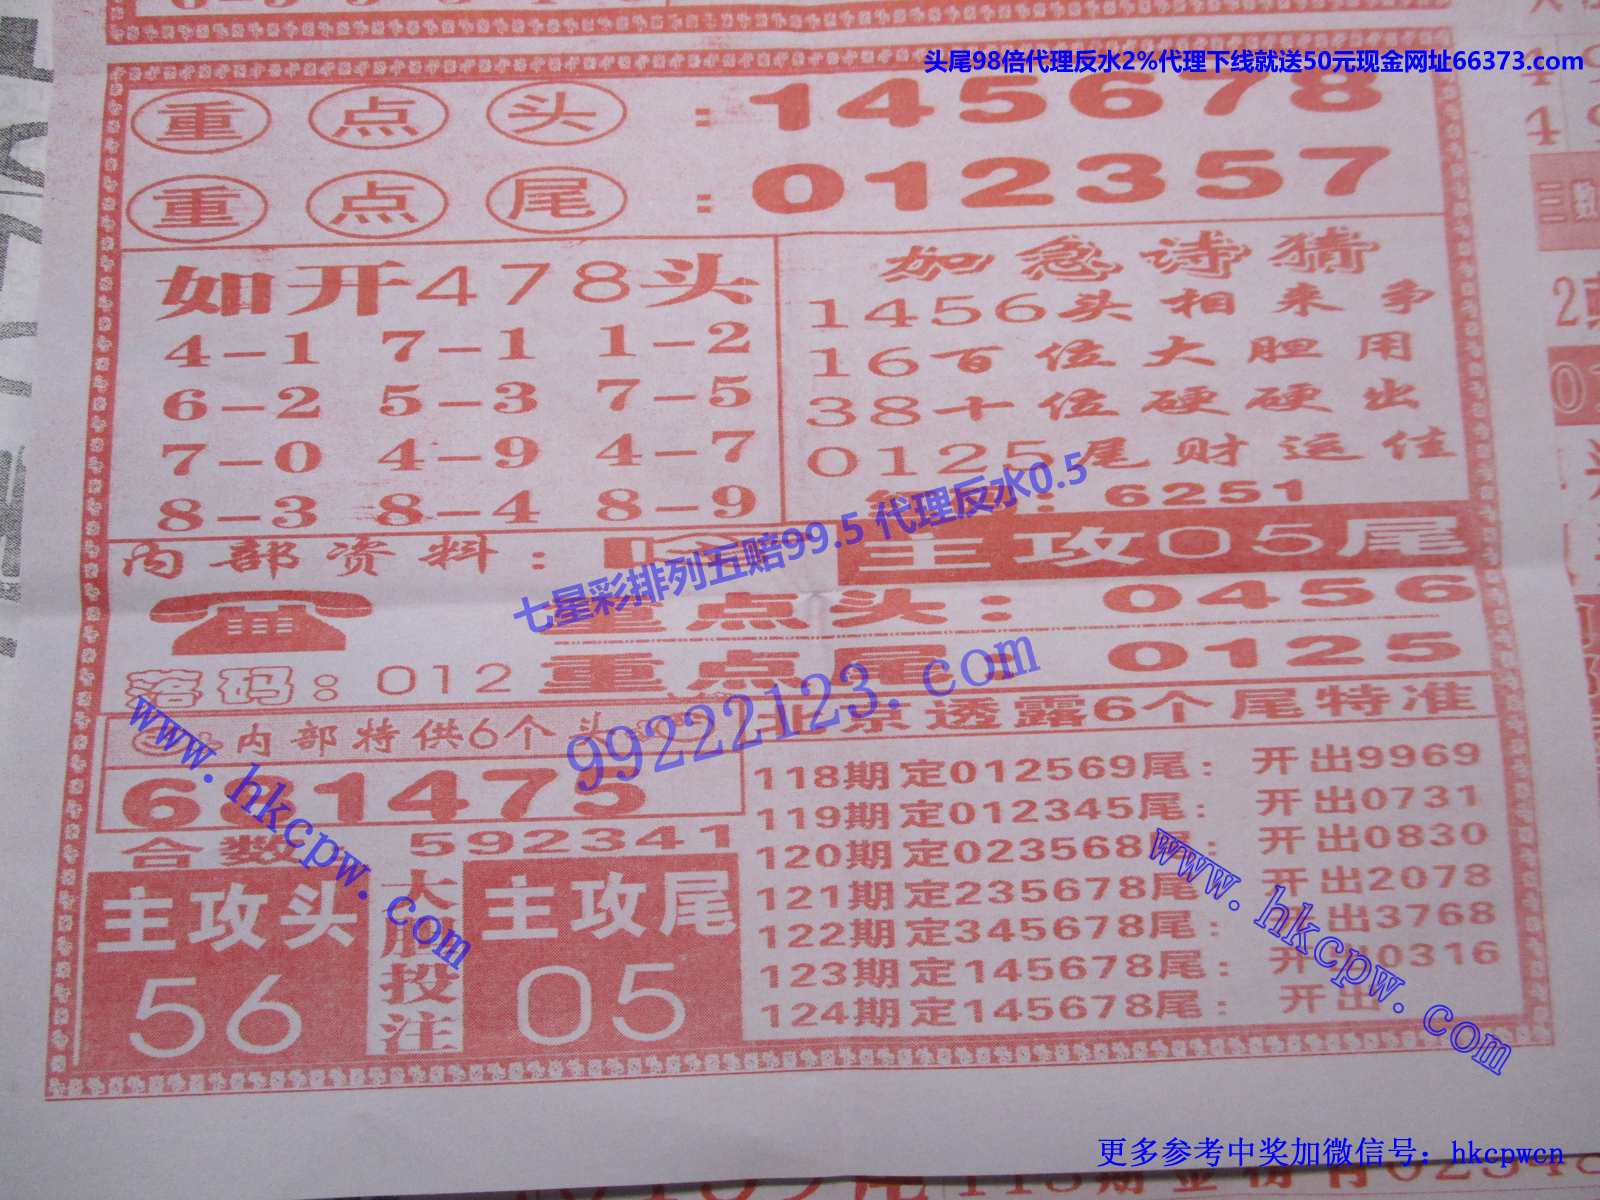 头尾98倍代理反水2%代理下线就送50元现金网址66373.com
重点头：145678
重点尾：012357
如开478头
4-1 7-1 1-2
6-2 5-3 7-5
7-0 4-9 4-7
8-3 8-4 8-9
加急诗猜
1456头相来争
16百位大胆用
38十位硬硬出
0125尾财运佳
：6251
内部资料：
主攻05尾
七星彩排列五赔99.5 代理反水0.5
重点头：0456
落码：012
重点尾：0125
99222123.com
www.hkcpw.com
内部特供6个头
681475
合数：592341
主攻头
56
大胆投注
主攻尾
05
北京透露6个尾特准
118期定012569尾：开出9969
119期定012345尾：开出0731
120期定023568尾：开出0830
121期定235678尾：开出2078
122期定345678尾：开出3768
123期定145678尾：开出0316
124期定145678尾：开出
www.hkcpw.com
更多参考中奖加微信号：hkcpwcn